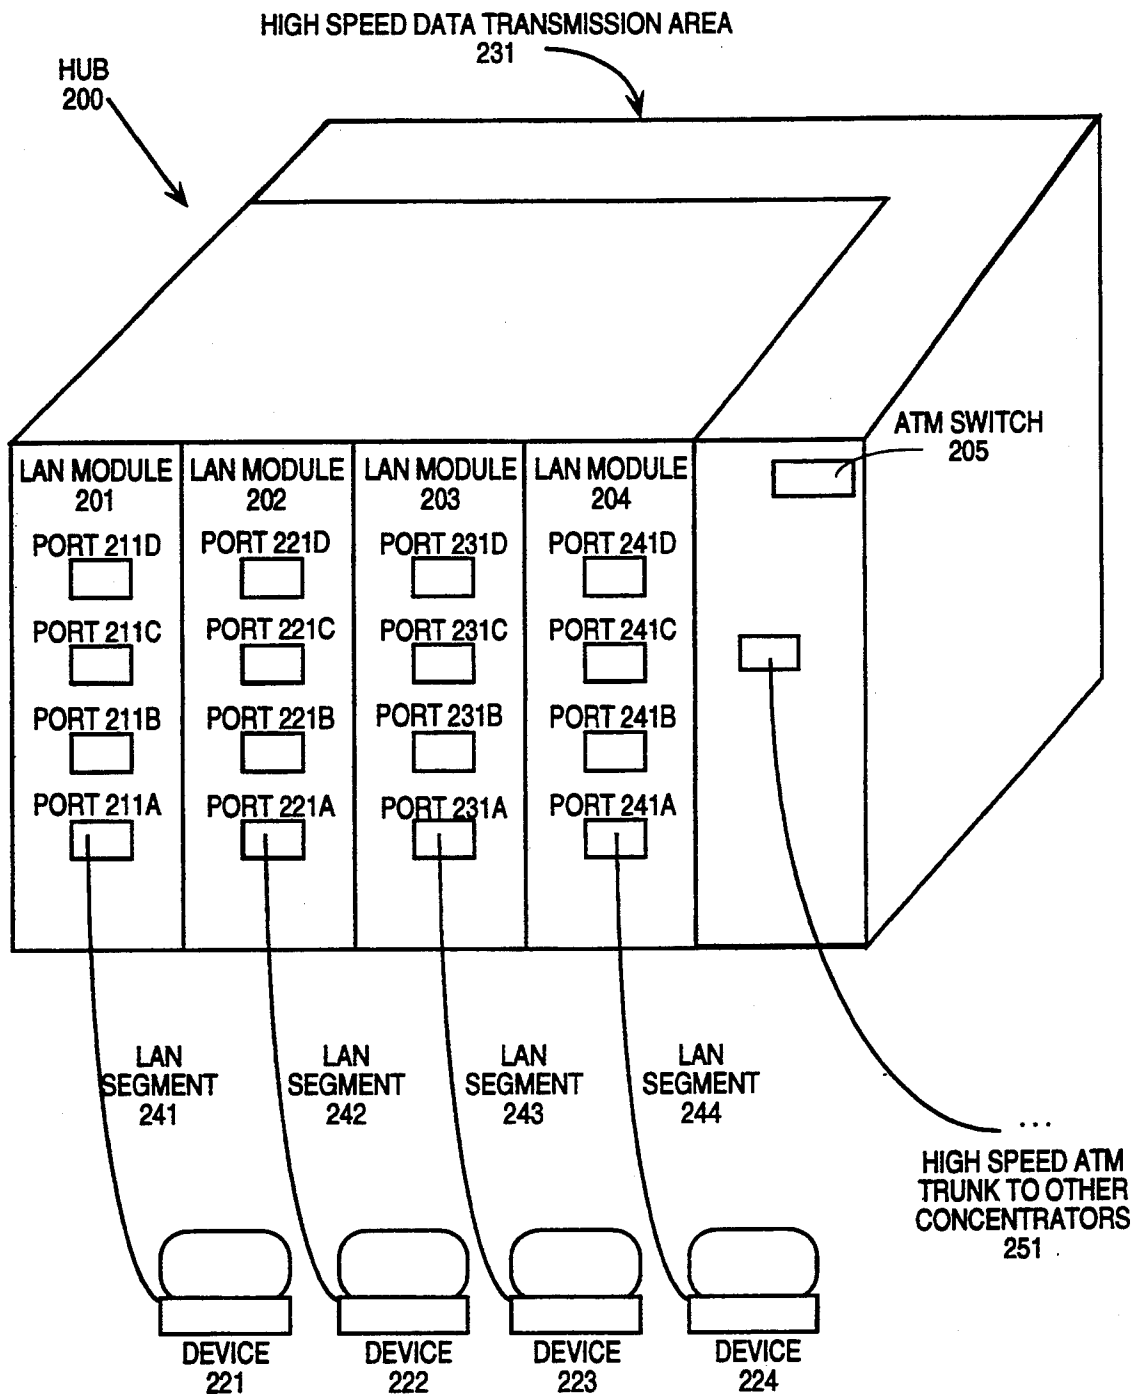 HIGH SPEED DATA TRANSMISSION AREA
231
HUB
200
ATM SWITCH
205
LAN MODULE
201
PORT 211D
PORT 211C
PORT 211B
PORT 211A
LAN MODULE
202
PORT 221D
PORT 221C
PORT 221B
PORT 221A
LAN MODULE
203
PORT 231D
PORT 231C
PORT 231B
PORT 231A
LAN MODULE
204
PORT 241D
PORT 241C
PORT 241B
PORT 241A
LAN
SEGMENT
241
LAN
SEGMENT
242
LAN
SEGMENT
243
LAN
SEGMENT
244
...
HIGH SPEED ATM
TRUNK TO OTHER
CONCENTRATORS
251
DEVICE
221
DEVICE
222
DEVICE
223
DEVICE
224